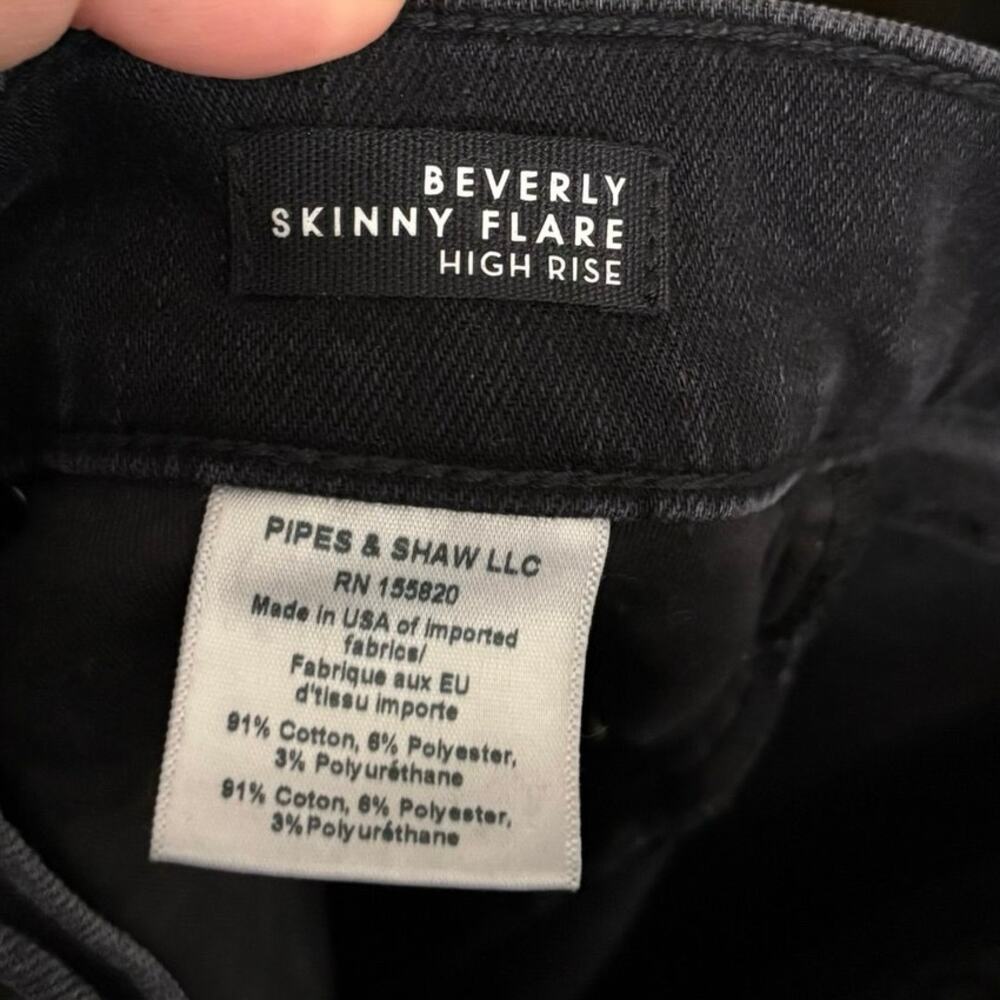 BEVERLY
SKINNY FLARE
HIGH RISE
PIPES & SHAW LLC
RN 155820
Made in USA of imported
fabrics/
Fabrique aux EU
d'tissu importe
91% Cotton, 6% Polyester,
3% Polyuréthane
91% Coton, 6% Polyester,
3% Polyuréthane